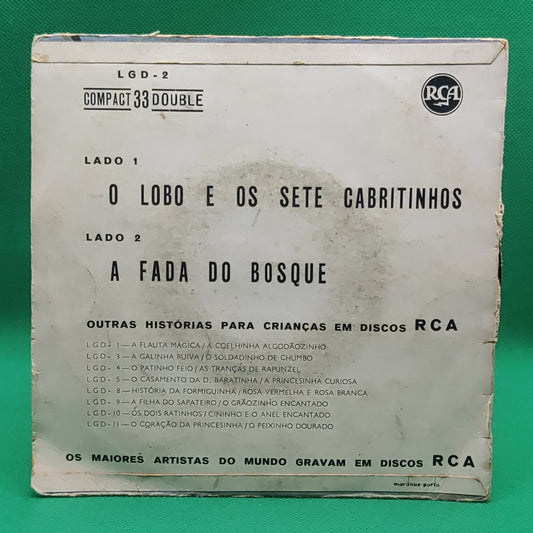 LGD-2
COMPACT 33 DOUBLE
RCA
LADO 1
O LOBO E OS SETE CABRITINHOS
LADO 2
A FADA DO BOSQUE
OUTRAS HISTÓRIAS PARA CRIANÇAS EM DISCOS RCA
LGD- 1—A FLAUTA MÁGICA/A COELHINHA ALGODÃOZINHO
LGD- 3—A GALINHA RUIVA/O SOLDADINHO DE CHUMBO
LGD- 4—O PATINHO FEIO/AS TRANÇAS DE RAPUNZEL
LGD- 5—O CASAMENTO DA D. BARATINHA/A PRINCESINHA CURIOSA
LGD- 8—HISTÓRIA DA FORMIGUINHA/ROSA VERMELHA E ROSA BRANCA
LGD- 9—A FILHA DO SAPATEIRO/O GRÃOZINHO ENCANTADO
LGD-10—OS DOIS RATINHOS/CININHO E O ANEL ENCANTADO
LGD-11—O CORAÇÃO DA PRINCESINHA/O PEIXINHO DOURADO
OS MAIORES ARTISTAS DO MUNDO GRAVAM EM DISCOS RCA